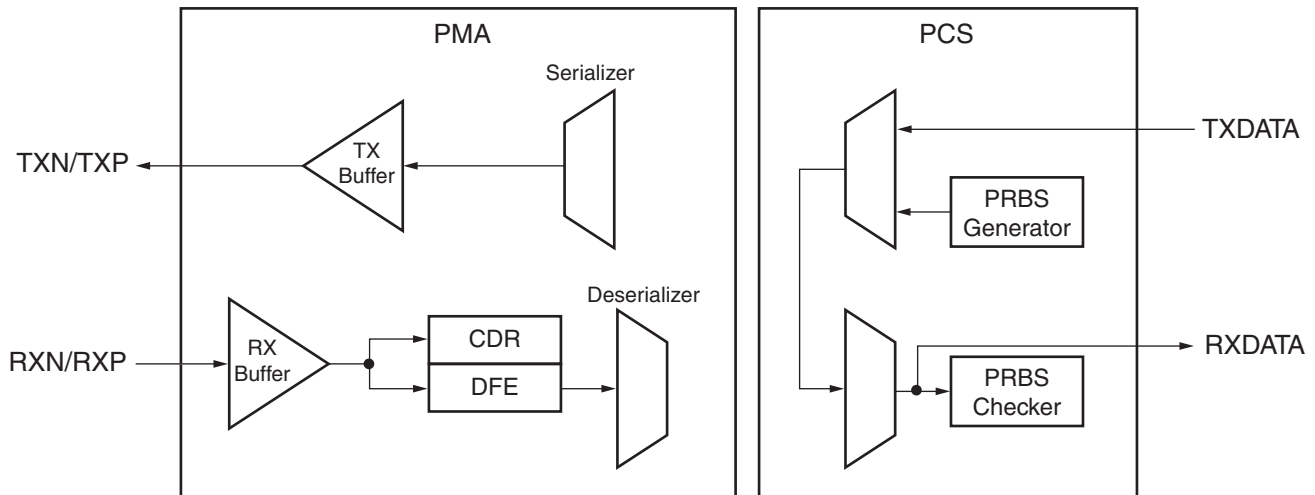 PMA
PCS
Serializer
TXN/TXP
TX
Buffer
TXDATA
PRBS
Generator
Deserializer
RXN/RXP
RX
Buffer
CDR
DFE
RXDATA
PRBS
Checker